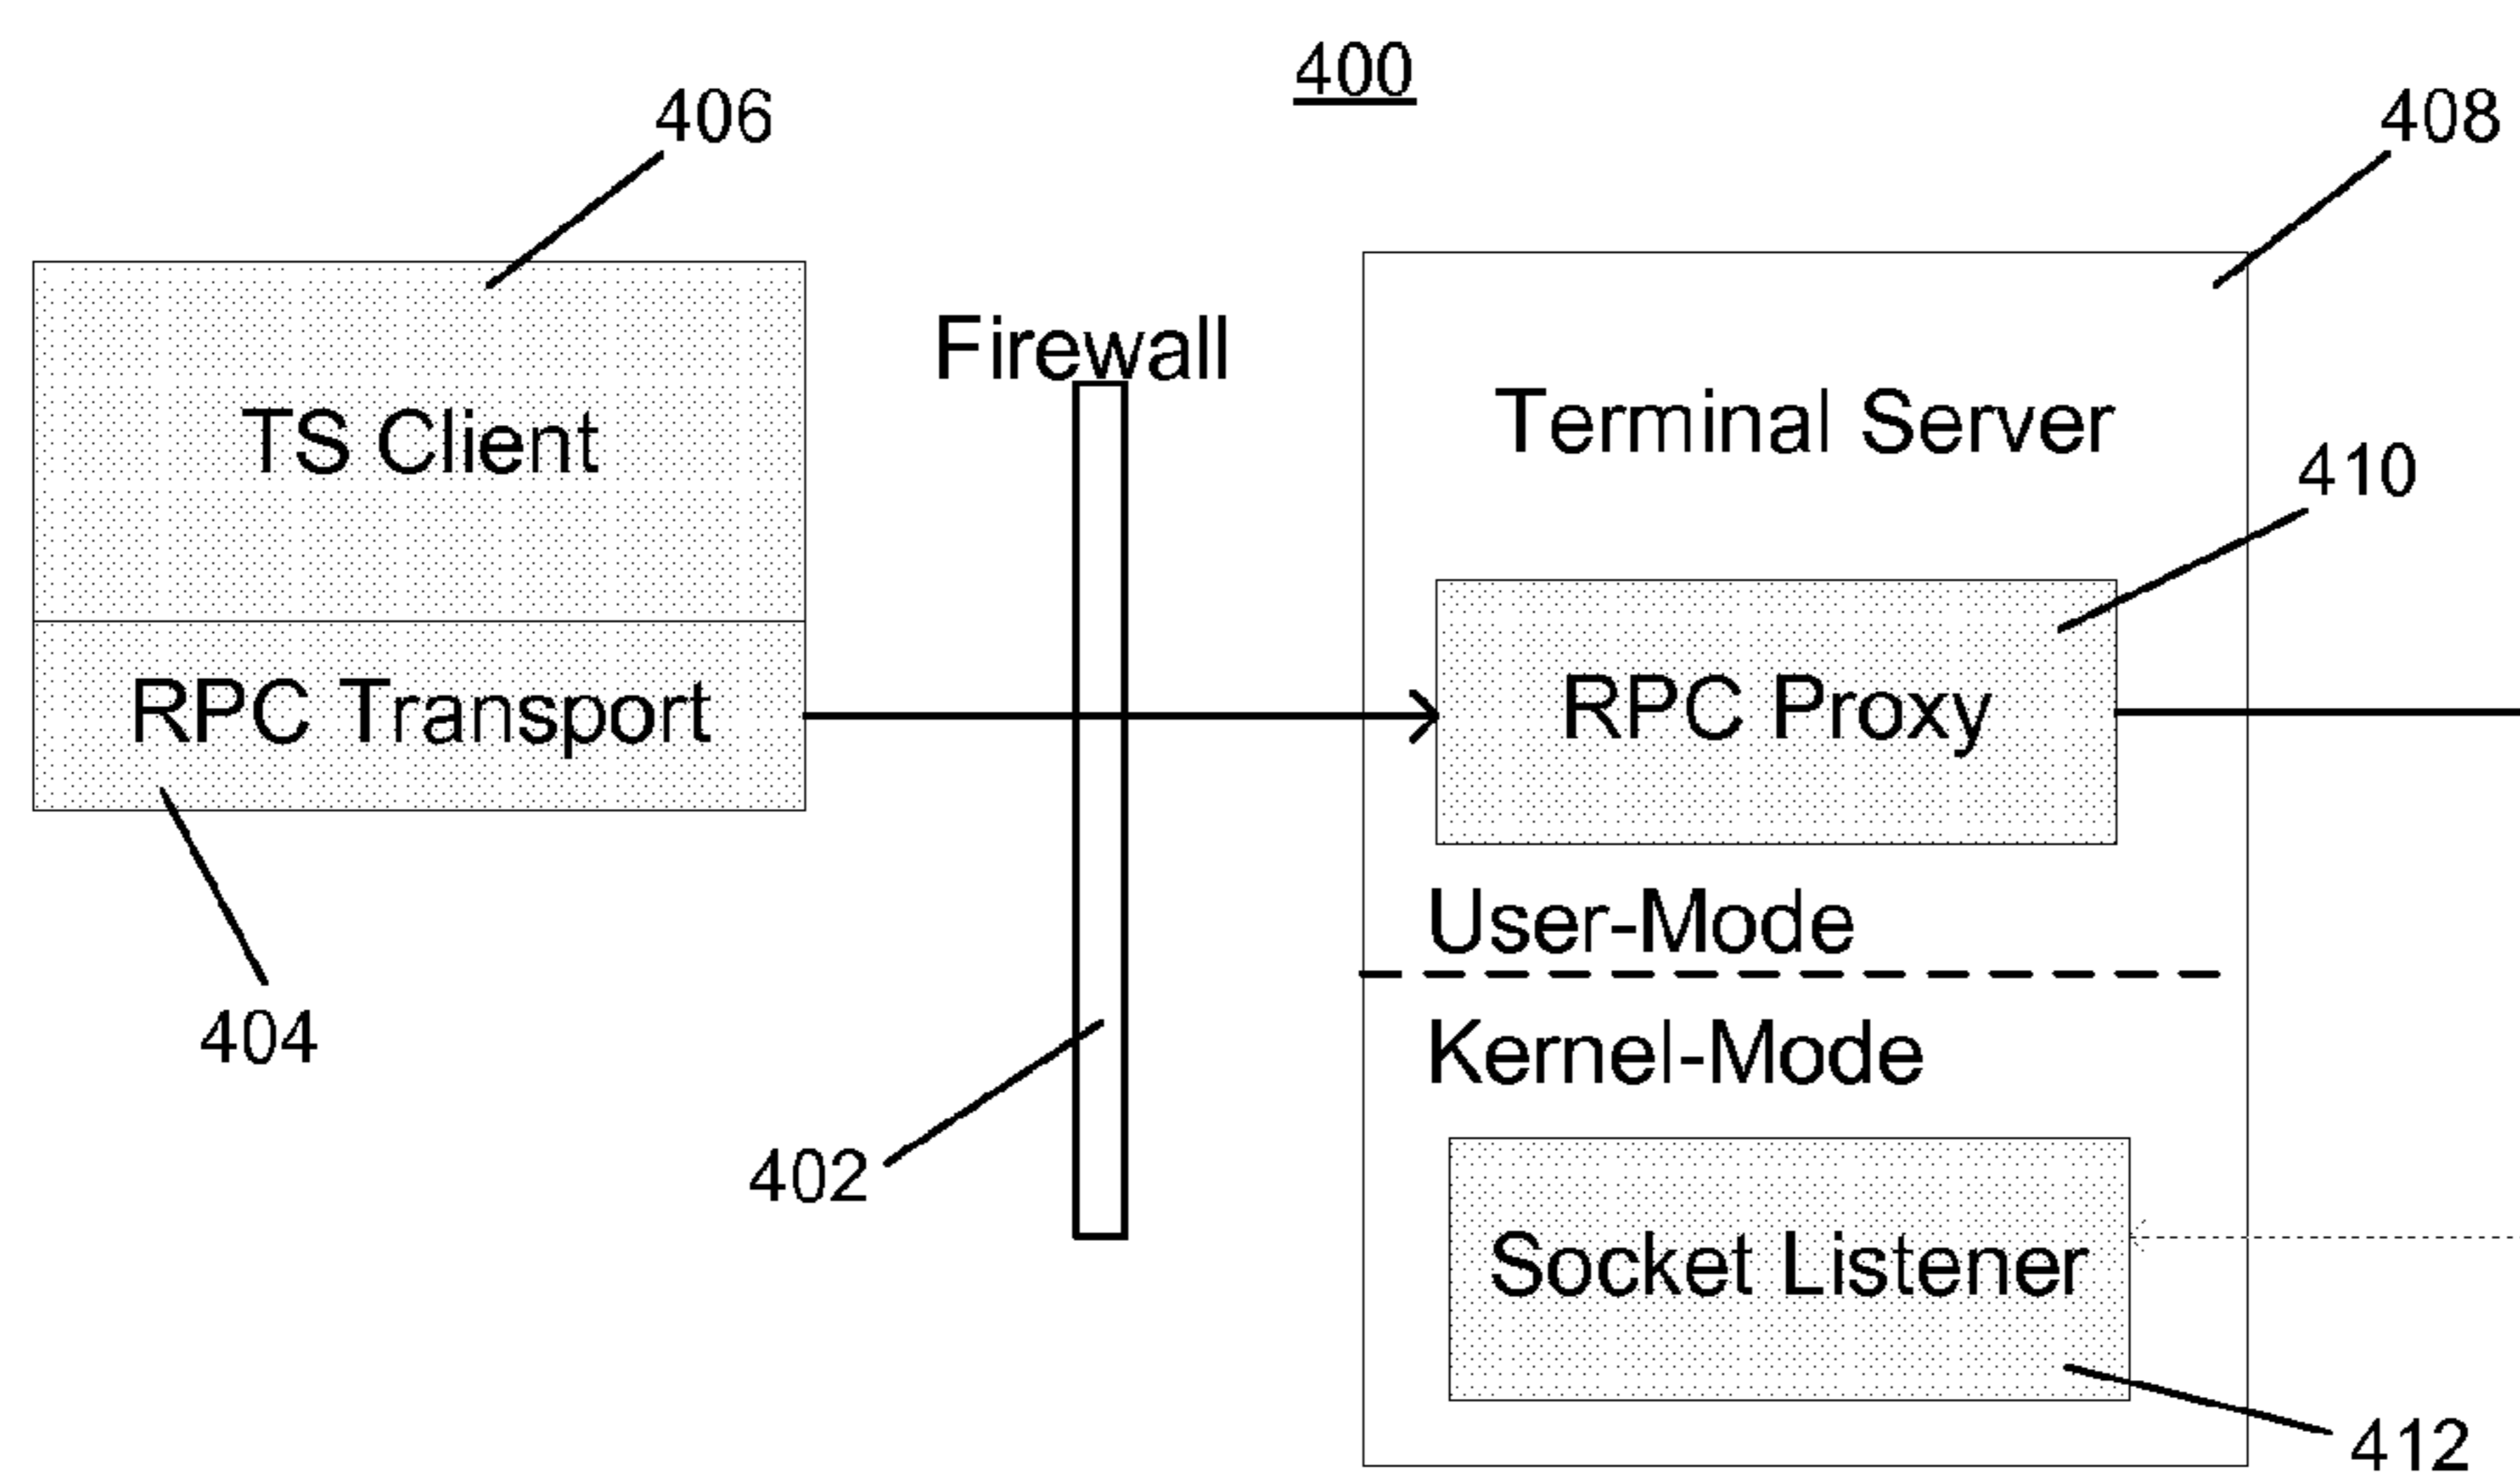 400
406
408
Firewall
TS Client
Terminal Server
410
RPC Transport
RPC Proxy
User-Mode
404
Kernel-Mode
402
Socket Listener
412